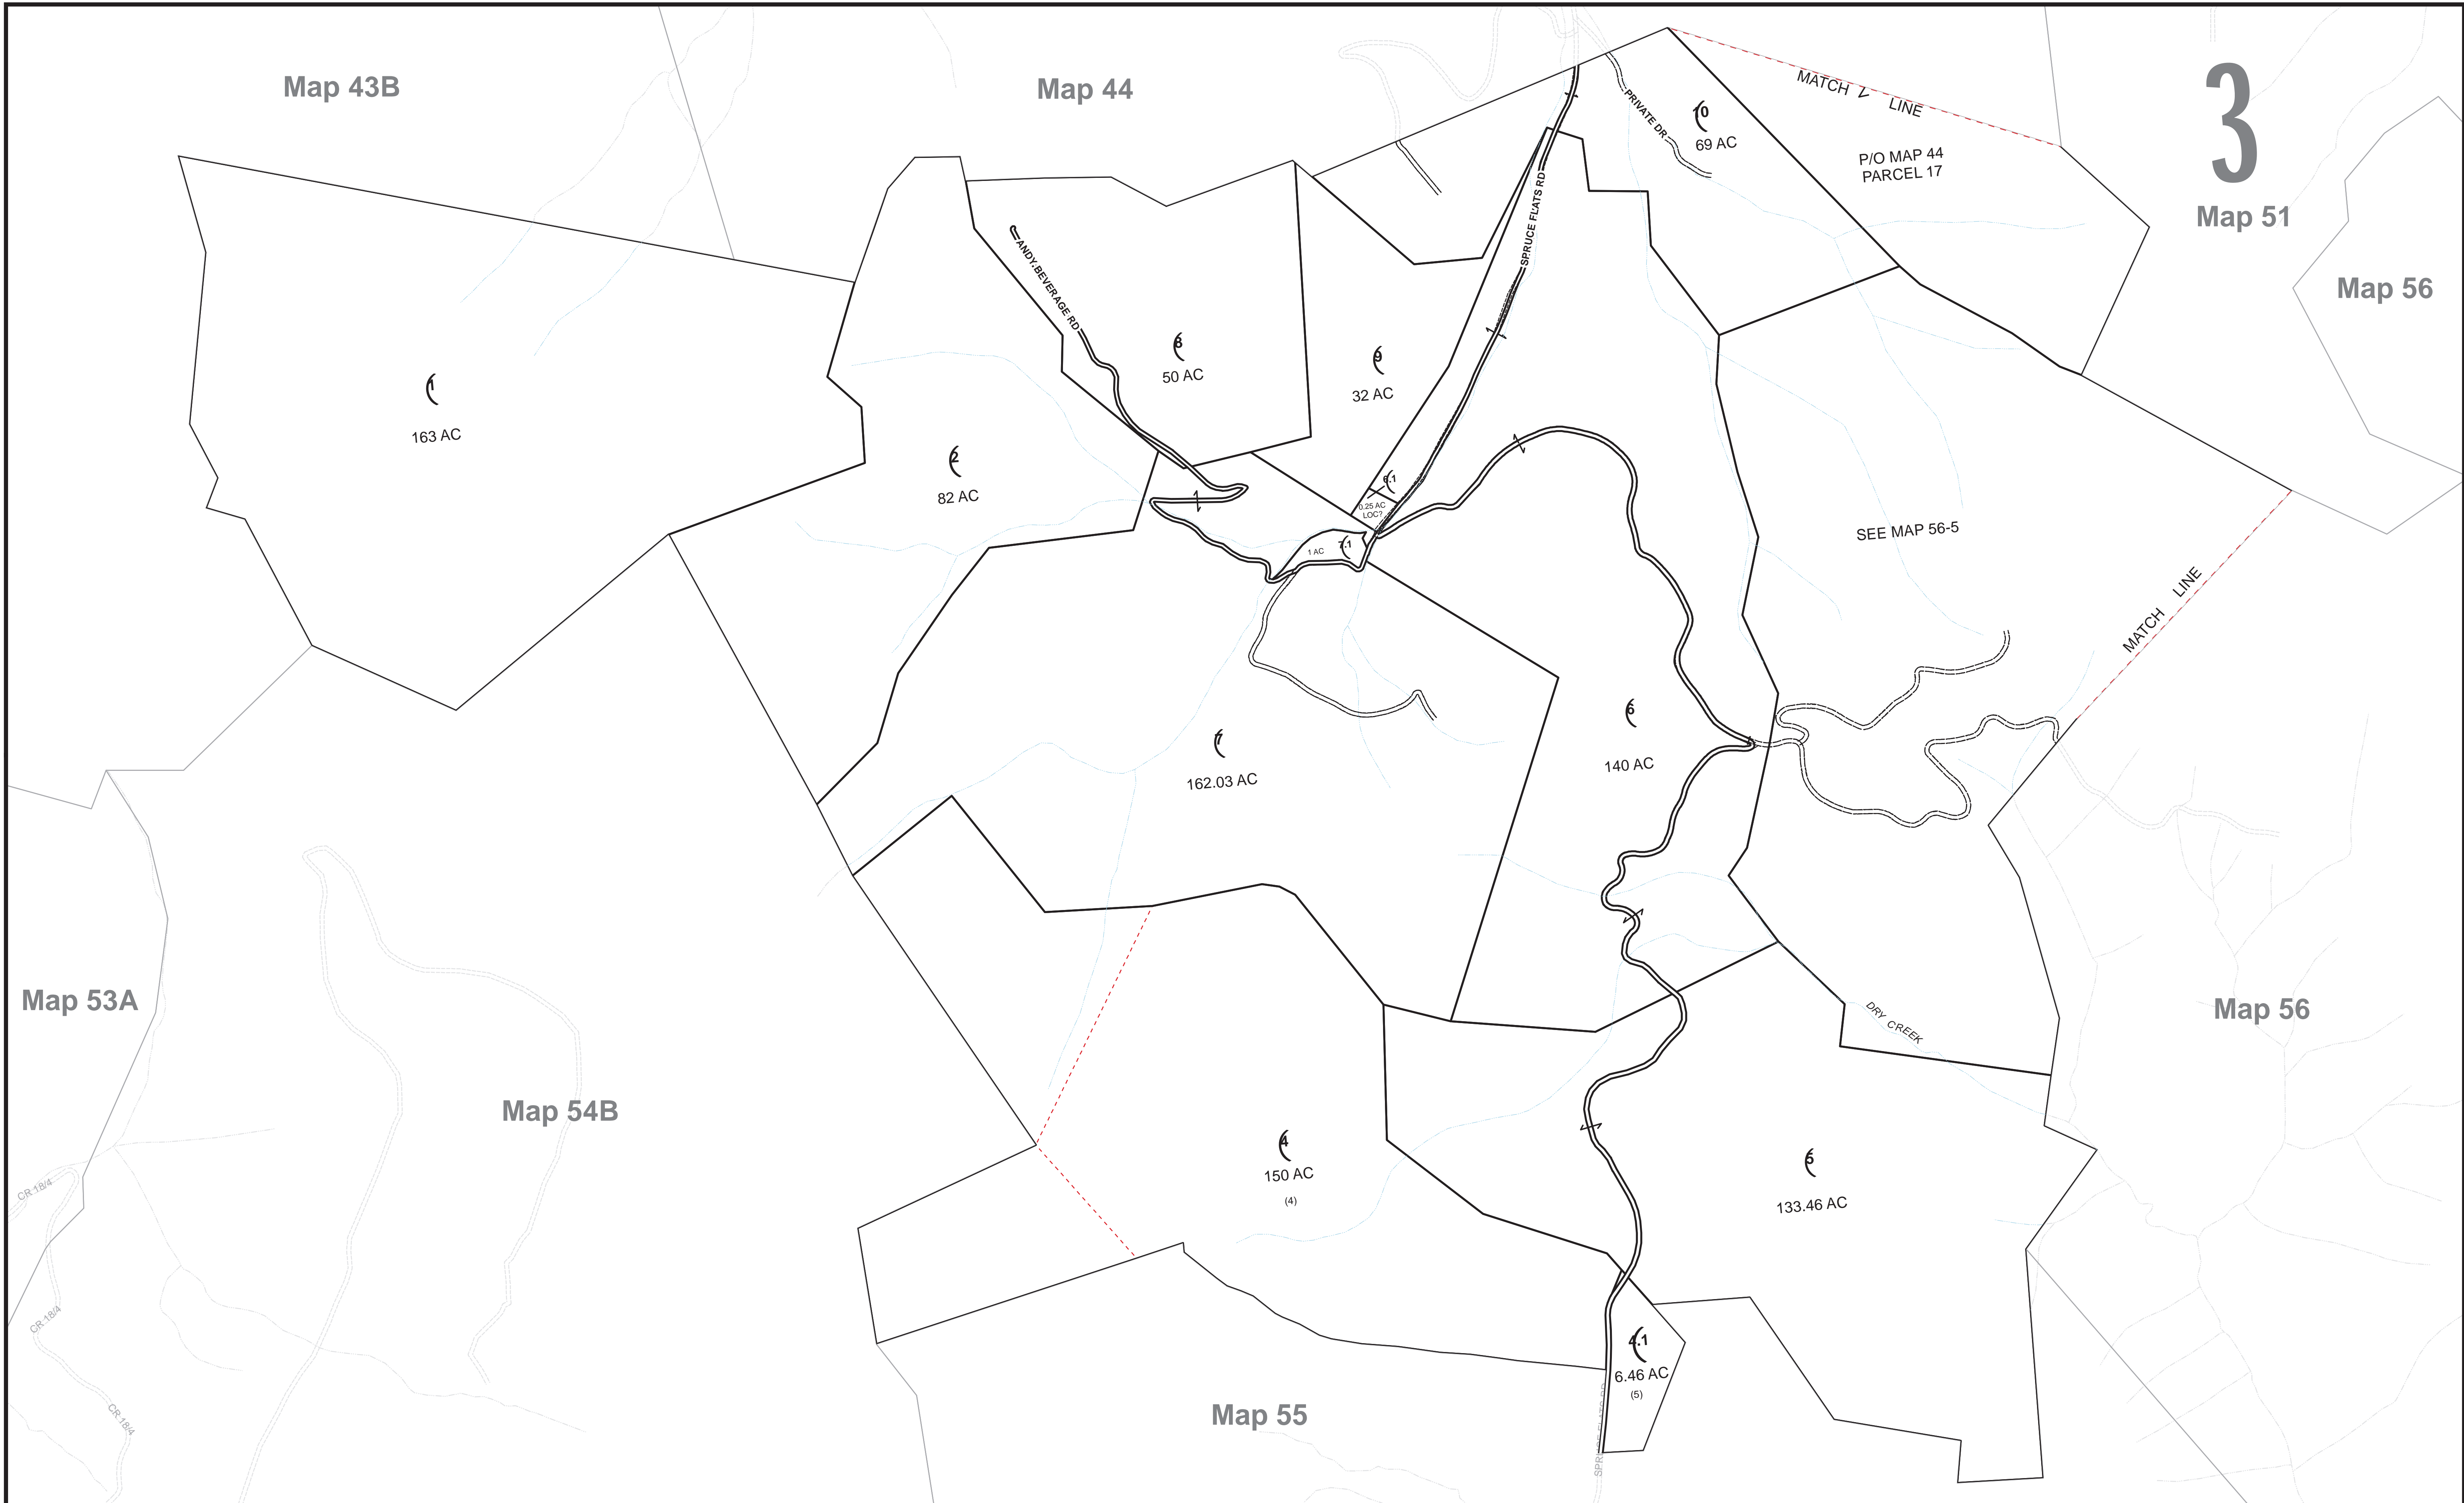 Map 43B
Map 44
3
Map 51
Map 56
MATCH LINE
P/O MAP 44
PARCEL 17
PRIVATE DR
10
69 AC
SPRUCE FLATS RD
ANDY BEVERAGE RD
8
50 AC
9
32 AC
1
163 AC
2
82 AC
6.1
0.25 AC
LOC?
7.1
1 AC
SEE MAP 56-5
MATCH LINE
6
140 AC
7
162.03 AC
Map 53A
Map 54B
Map 56
DRY CREEK
4
150 AC
(4)
5
133.46 AC
CR 18/4
CR 18/4
CR 18/4
4.1
6.46 AC
(5)
SPRUCE FLATS RD
Map 55